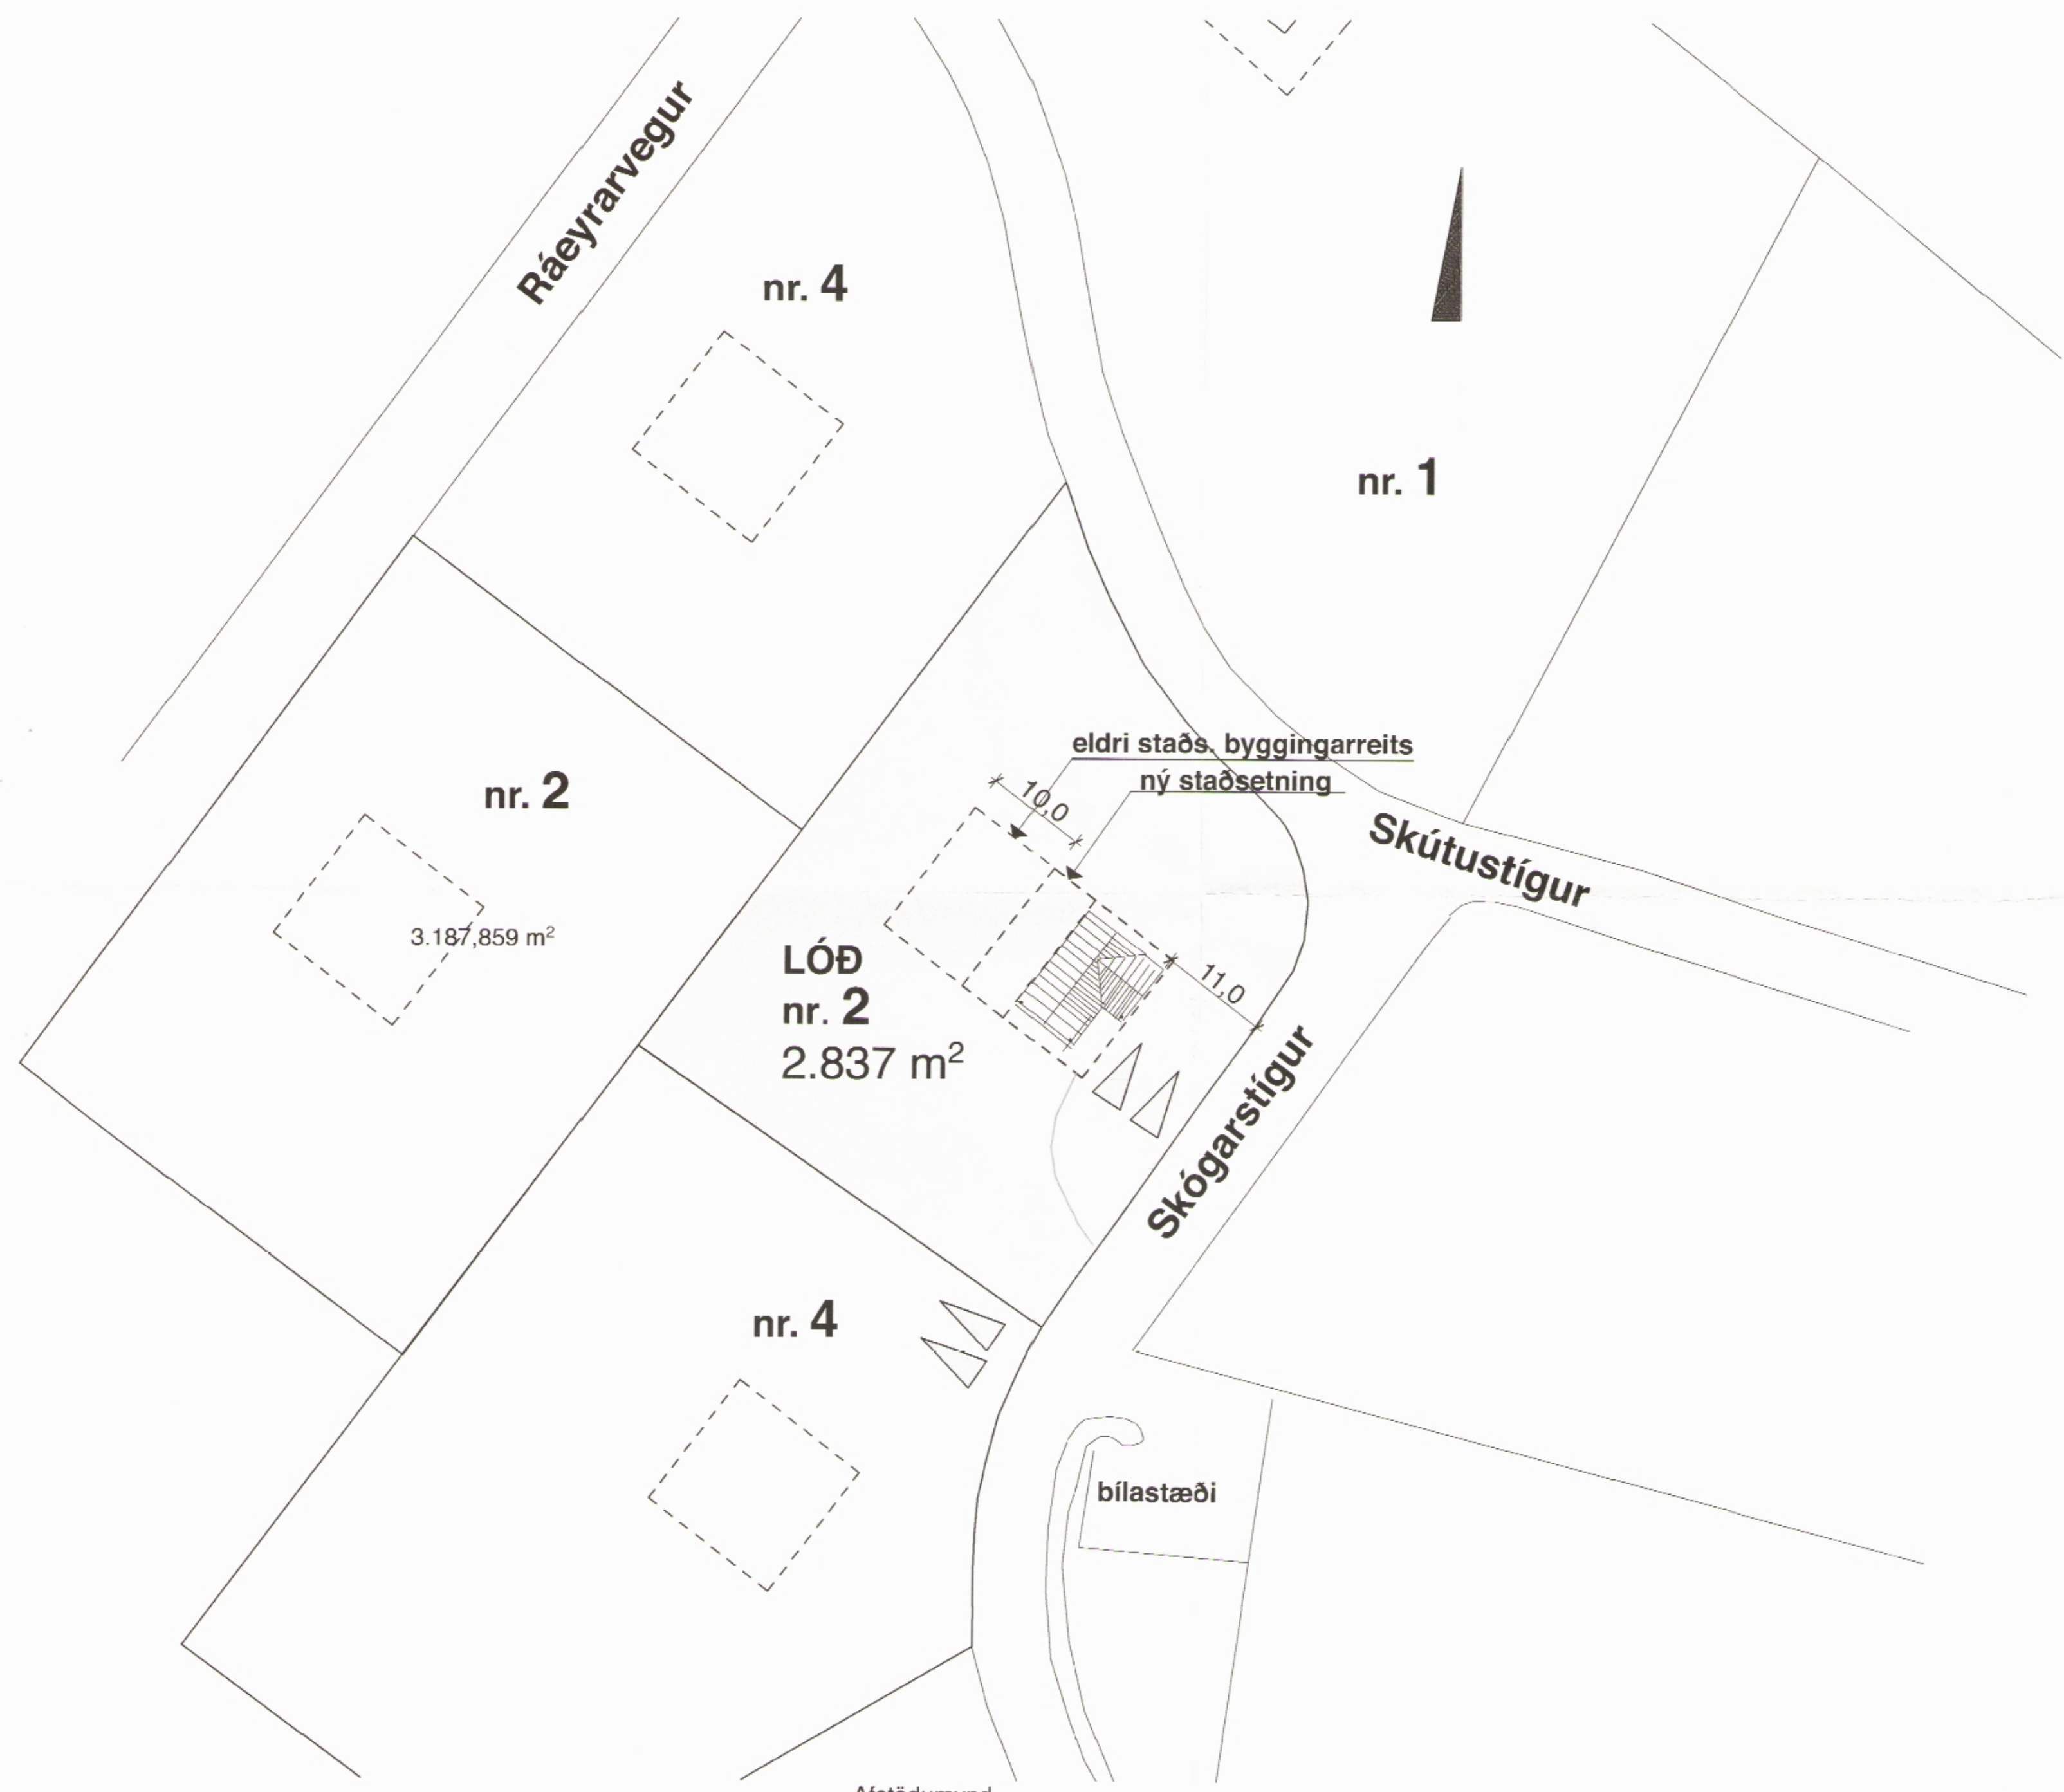 Ráeyrarvegur
nr. 4
nr. 1
eldri staðs. byggingarreits
ný staðsetning
10,0
nr. 2
3.187,859 m²
Skútustígur
LÓÐ
nr. 2
2.837 m²
11,0
Skógarstígur
nr. 4
bílastæði